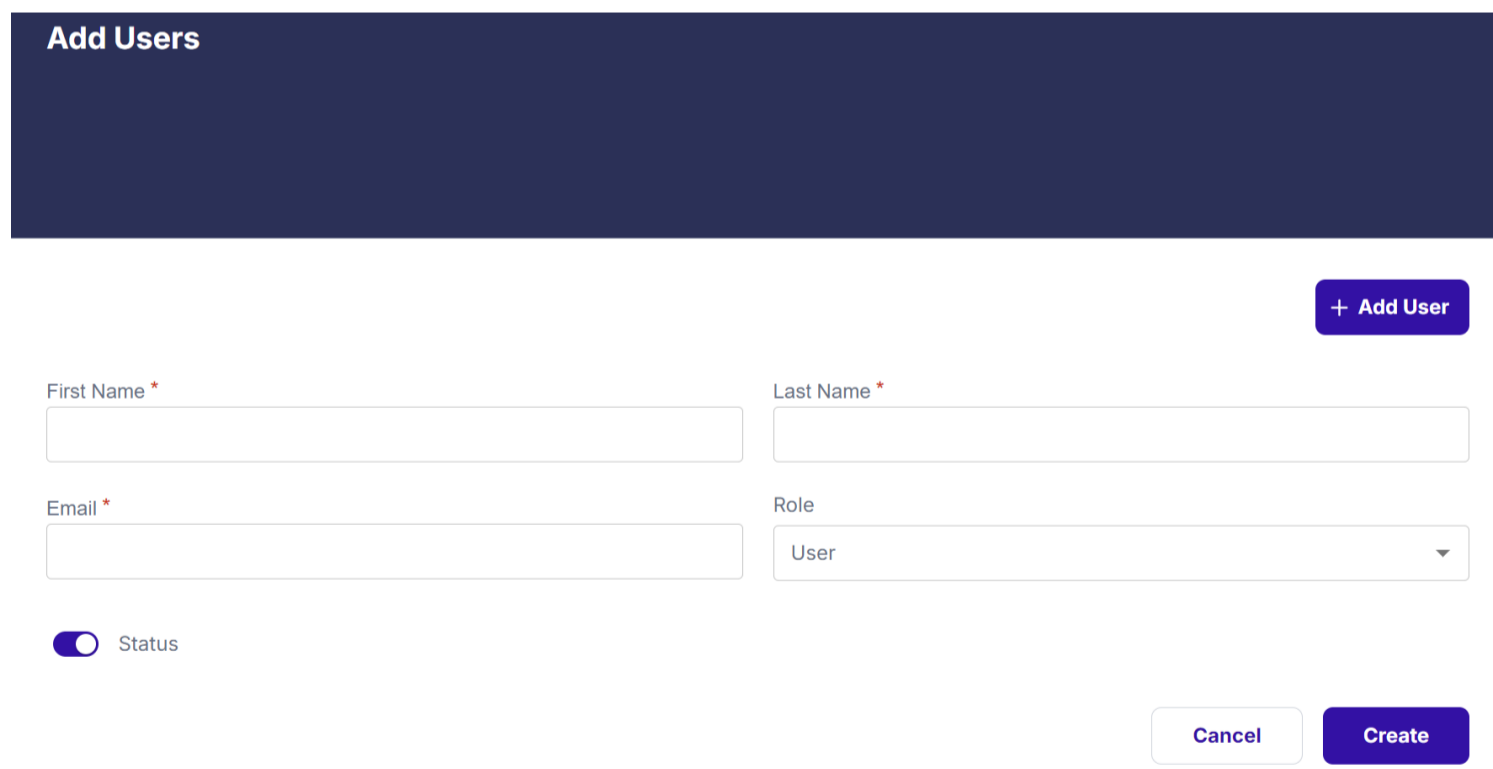 Add Users
+ Add User
First Name *
Last Name *
Email *
Role
User
Status
Cancel
Create